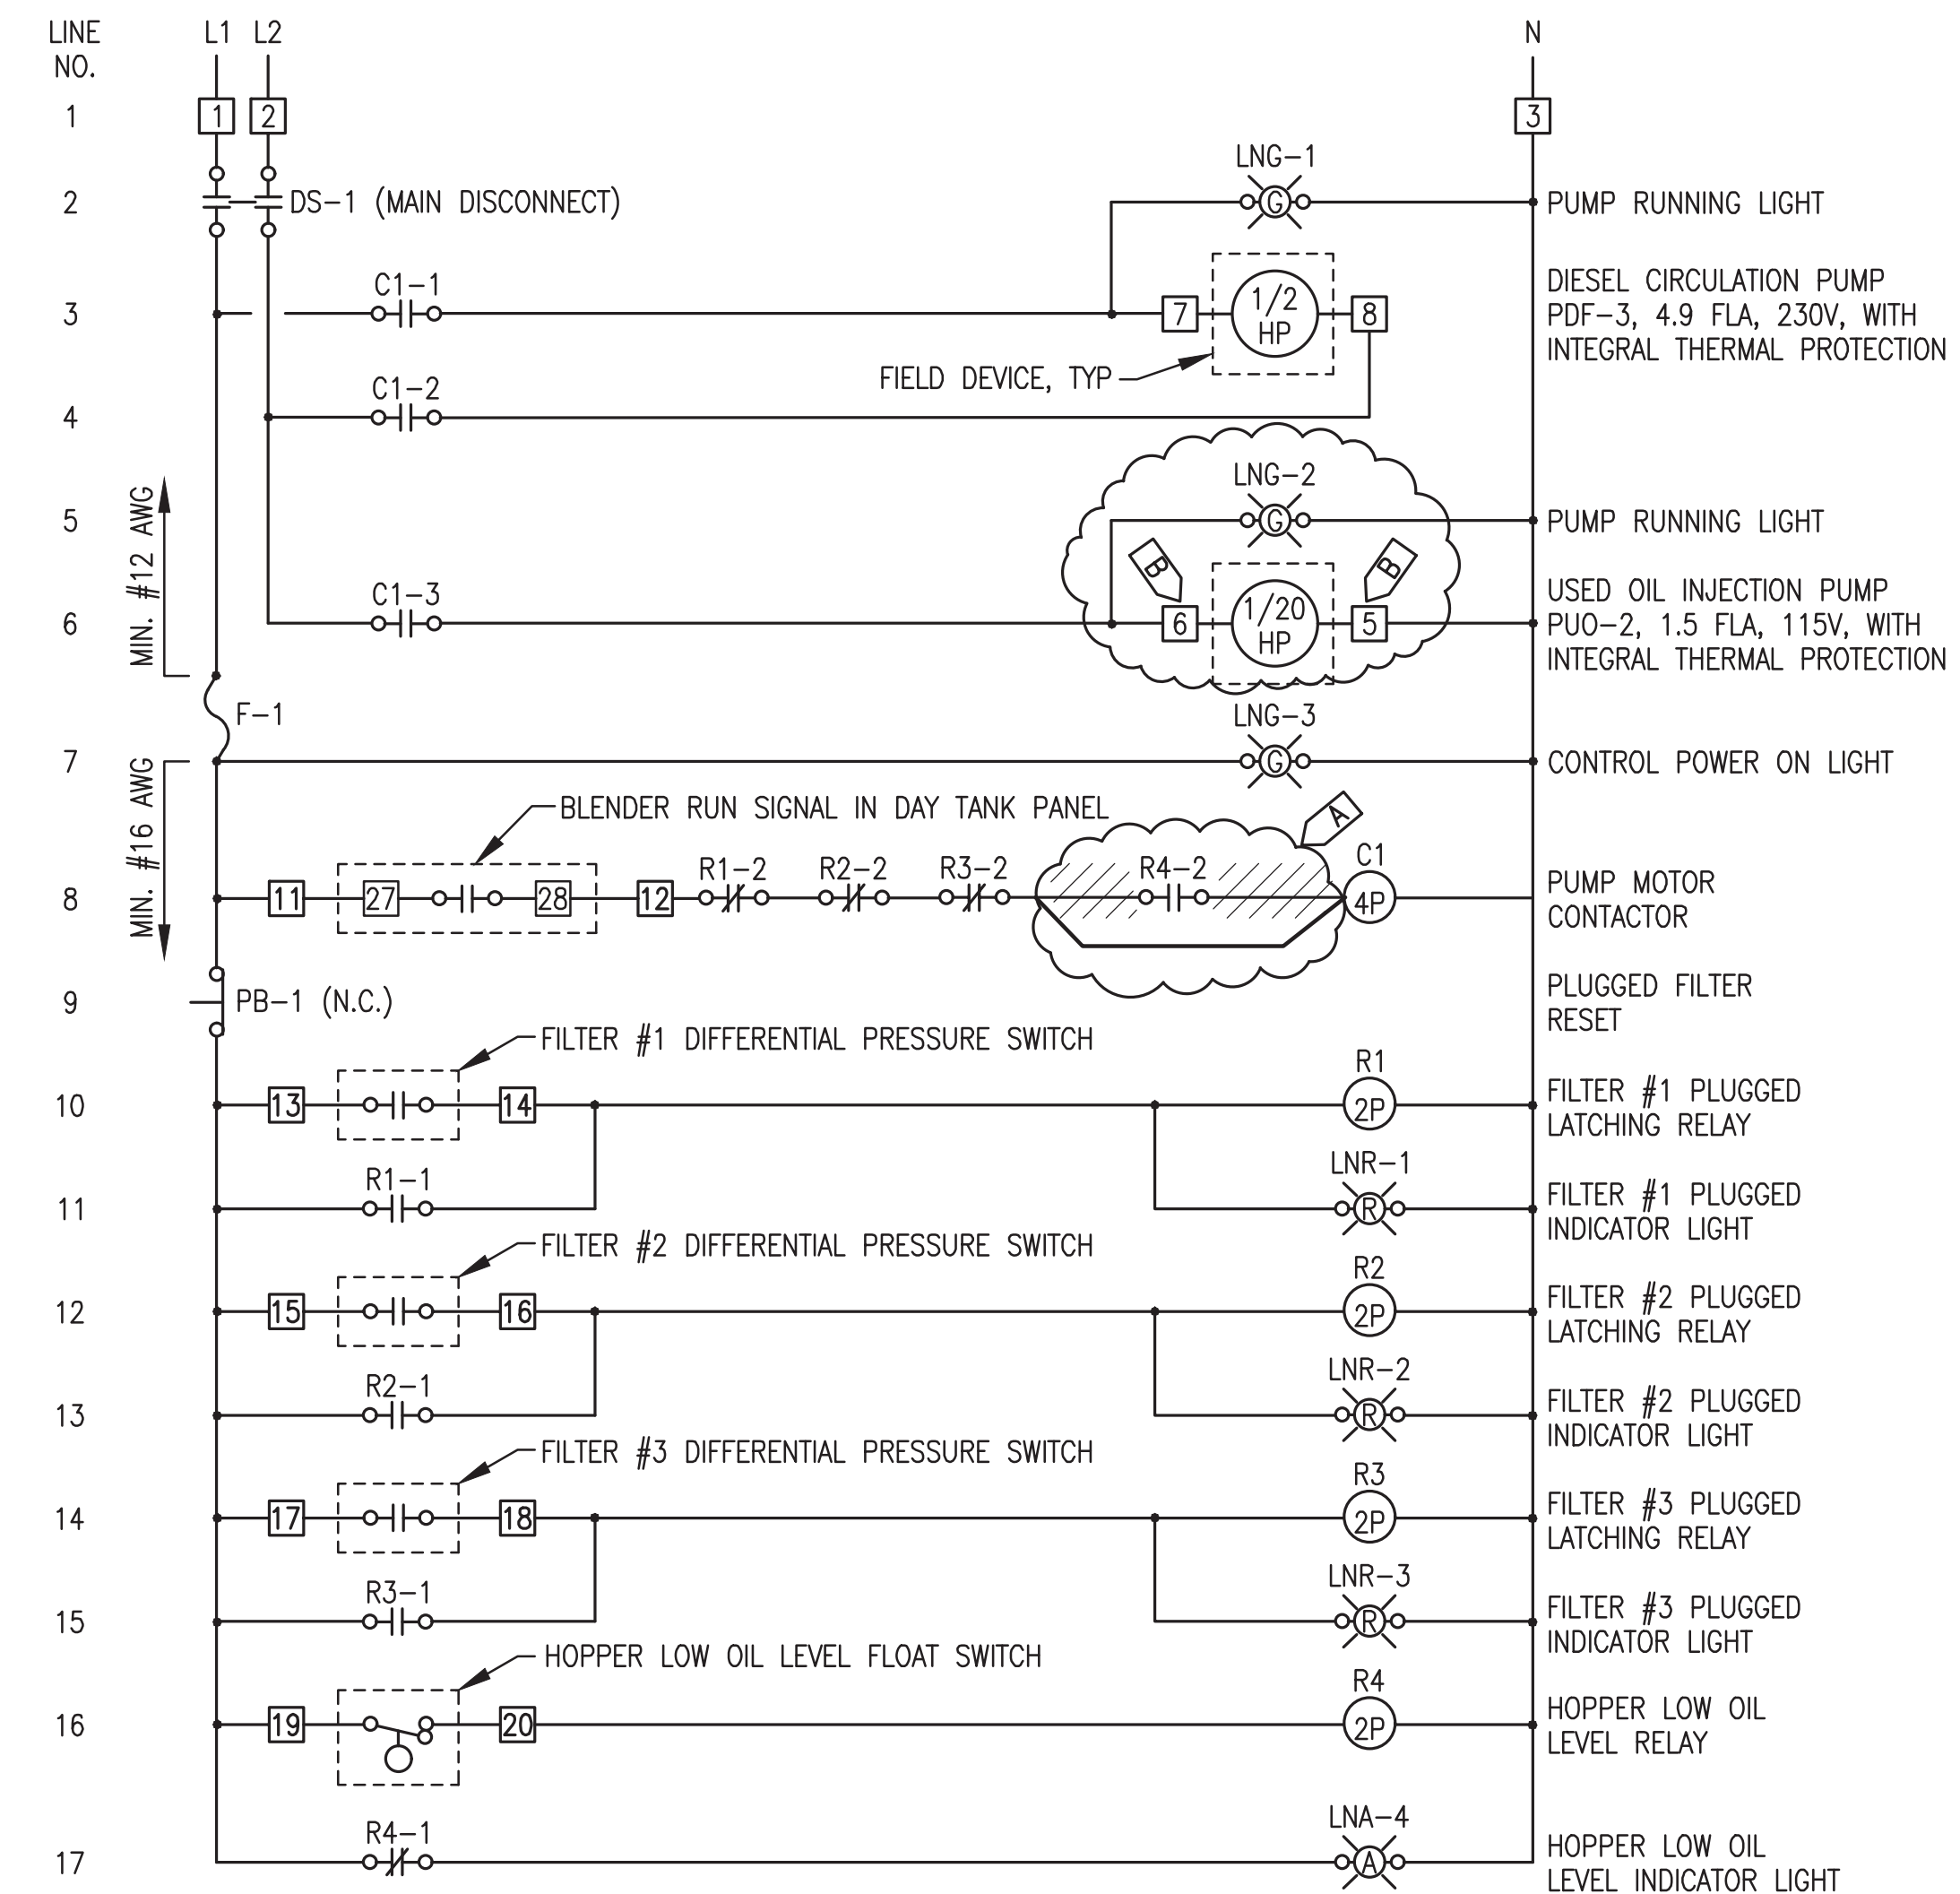 LINE NO.
L1 L2
N
1
1
2
3
LNG-1
G
2
DS-1 (MAIN DISCONNECT)
PUMP RUNNING LIGHT
C1-1
3
7
1/2 HP
8
DIESEL CIRCULATION PUMP
PDF-3, 4.9 FLA, 230V, WITH
INTEGRAL THERMAL PROTECTION
FIELD DEVICE, TYP
C1-2
4
MIN. #12 AWG
LNG-2
5
G
PUMP RUNNING LIGHT
B
B
C1-3
6
6
1/20 HP
5
USED OIL INJECTION PUMP
PUO-2, 1.5 FLA, 115V, WITH
INTEGRAL THERMAL PROTECTION
F-1
LNG-3
7
G
CONTROL POWER ON LIGHT
MIN. #16 AWG
BLENDER RUN SIGNAL IN DAY TANK PANEL
A
R1-2
R2-2
R3-2
R4-2
C1
8
11
27
28
12
4P
PUMP MOTOR
CONTACTOR
9
PB-1 (N.C.)
PLUGGED FILTER
RESET
FILTER #1 DIFFERENTIAL PRESSURE SWITCH
R1
10
13
14
2P
FILTER #1 PLUGGED
LATCHING RELAY
R1-1
LNR-1
11
R
FILTER #1 PLUGGED
INDICATOR LIGHT
FILTER #2 DIFFERENTIAL PRESSURE SWITCH
R2
12
15
16
2P
FILTER #2 PLUGGED
LATCHING RELAY
R2-1
LNR-2
13
R
FILTER #2 PLUGGED
INDICATOR LIGHT
FILTER #3 DIFFERENTIAL PRESSURE SWITCH
R3
14
17
18
2P
FILTER #3 PLUGGED
LATCHING RELAY
R3-1
LNR-3
15
R
FILTER #3 PLUGGED
INDICATOR LIGHT
HOPPER LOW OIL LEVEL FLOAT SWITCH
R4
16
19
20
2P
HOPPER LOW OIL
LEVEL RELAY
R4-1
LNA-4
17
A
HOPPER LOW OIL
LEVEL INDICATOR LIGHT